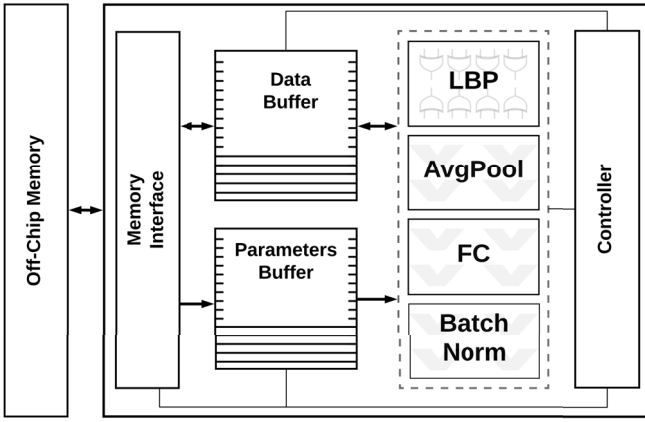 Off-Chip Memory
Memory
Interface
Data
Buffer
Parameters
Buffer
LBP
AvgPool
FC
Batch
Norm
Controller